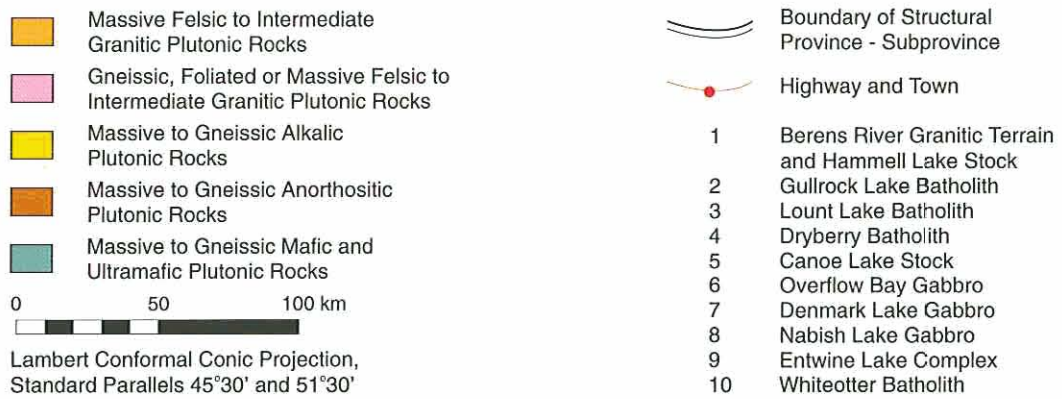 Massive Felsic to Intermediate
Granitic Plutonic Rocks
Gneissic, Foliated or Massive Felsic to
Intermediate Granitic Plutonic Rocks
Massive to Gneissic Alkalic
Plutonic Rocks
Massive to Gneissic Anorthositic
Plutonic Rocks
Massive to Gneissic Mafic and
Ultramafic Plutonic Rocks
0 50 100 km
Lambert Conformal Conic Projection,
Standard Parallels 45°30' and 51°30'
Boundary of Structural
Province - Subprovince
Highway and Town
1 Berens River Granitic Terrain
and Hammell Lake Stock
2 Gullrock Lake Batholith
3 Lount Lake Batholith
4 Dryberry Batholith
5 Canoe Lake Stock
6 Overflow Bay Gabbro
7 Denmark Lake Gabbro
8 Nabish Lake Gabbro
9 Entwine Lake Complex
10 Whiteotter Batholith